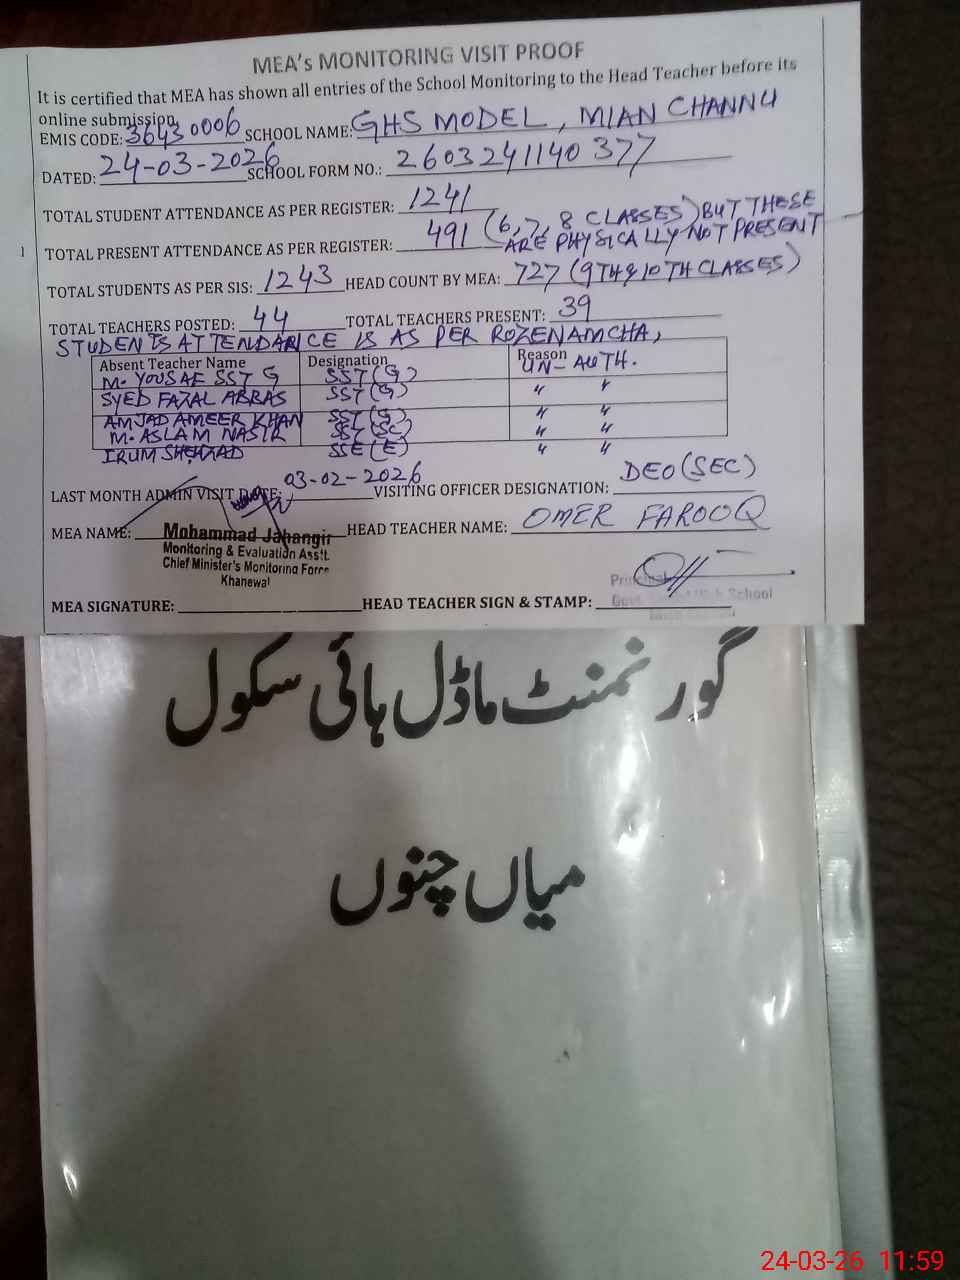 MEA's MONITORING VISIT PROOF
It is certified that MEA has shown all entries of the School Monitoring to the Head Teacher before its
online submission.
EMIS CODE: 36430006 SCHOOL NAME: GHS MODEL, MIAN CHANNU
DATED: 24-03-2026 SCHOOL FORM NO.: 2603241140377
TOTAL STUDENT ATTENDANCE AS PER REGISTER: 1241
TOTAL PRESENT ATTENDANCE AS PER REGISTER: 491 (6,7,8 CLASSES) BUT THESE
ARE PHYSICALLY NOT PRESENT
TOTAL STUDENTS AS PER SIS: 1243 HEAD COUNT BY MEA: 727 (9TH & 10TH CLASSES)
TOTAL TEACHERS POSTED: 44 TOTAL TEACHERS PRESENT: 39
STUDENTS ATTENDANCE IS AS PER ROZENAMCHA,
Absent Teacher Name Designation Reason
M. YOUSAF SST G SST (G) UN-AUTH.
SYED FAZAL ABBAS SST (G) " "
AMJAD AMEER KHAN SST (G) " "
M. ASLAM NASIR SST (SC) " "
IRUM SHEHZAD SSE (E) " "
LAST MONTH ADMIN VISIT DATE: 03-02-2026 VISITING OFFICER DESIGNATION: DEO (SEC)
MEA NAME: HEAD TEACHER NAME: OMER FAROOQ
Mohammad Jahangir
Monitoring & Evaluation Asstt.
Chief Minister's Monitoring Force
Khanewal
Principal
Govt. School
MEA SIGNATURE: HEAD TEACHER SIGN & STAMP:
گورنمنٹ ماڈل ہائی سکول
میاں چنوں
24-03-26 11:59